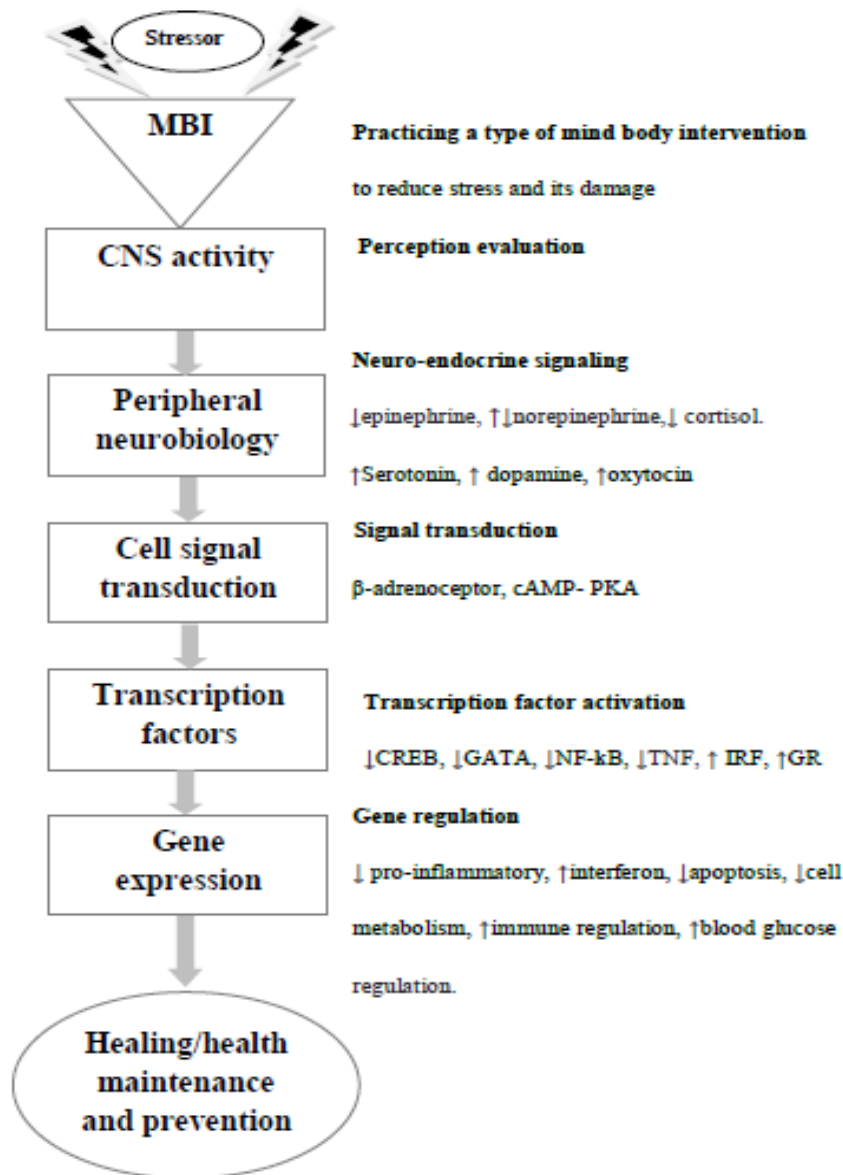 Stressor
MBI
Practicing a type of mind body intervention
to reduce stress and its damage
CNS activity
Perception evaluation
Peripheral
neurobiology
Neuro-endocrine signaling
↓epinephrine, ↑↓norepinephrine,↓ cortisol.
↑Serotonin, ↑ dopamine, ↑oxytocin
Cell signal
transduction
Signal transduction
β-adrenoceptor, cAMP- PKA
Transcription
factors
Transcription factor activation
↓CREB, ↓GATA, ↓NF-kB, ↓TNF, ↑ IRF, ↑GR
Gene
expression
Gene regulation
↓ pro-inflammatory, ↑interferon, ↓apoptosis, ↓cell
metabolism, ↑immune regulation, ↑blood glucose
regulation.
Healing/health
maintenance
and prevention